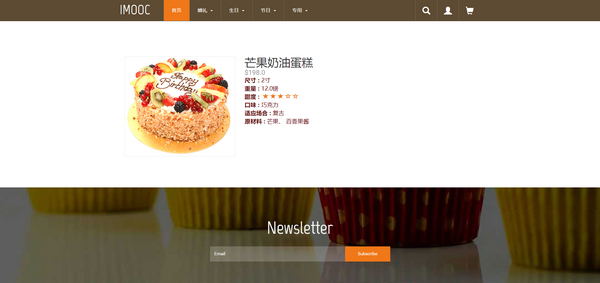 IMOOC
首页 婚礼 生日 节日 专用
芒果奶油蛋糕
$198.0
尺寸：2寸
重量：12.0磅
甜度：★★★☆☆
口味：巧克力
适应场合：聚会
原材料：芒果、 百香果酱
Happy
Birthday
Newsletter
Email Subscribe